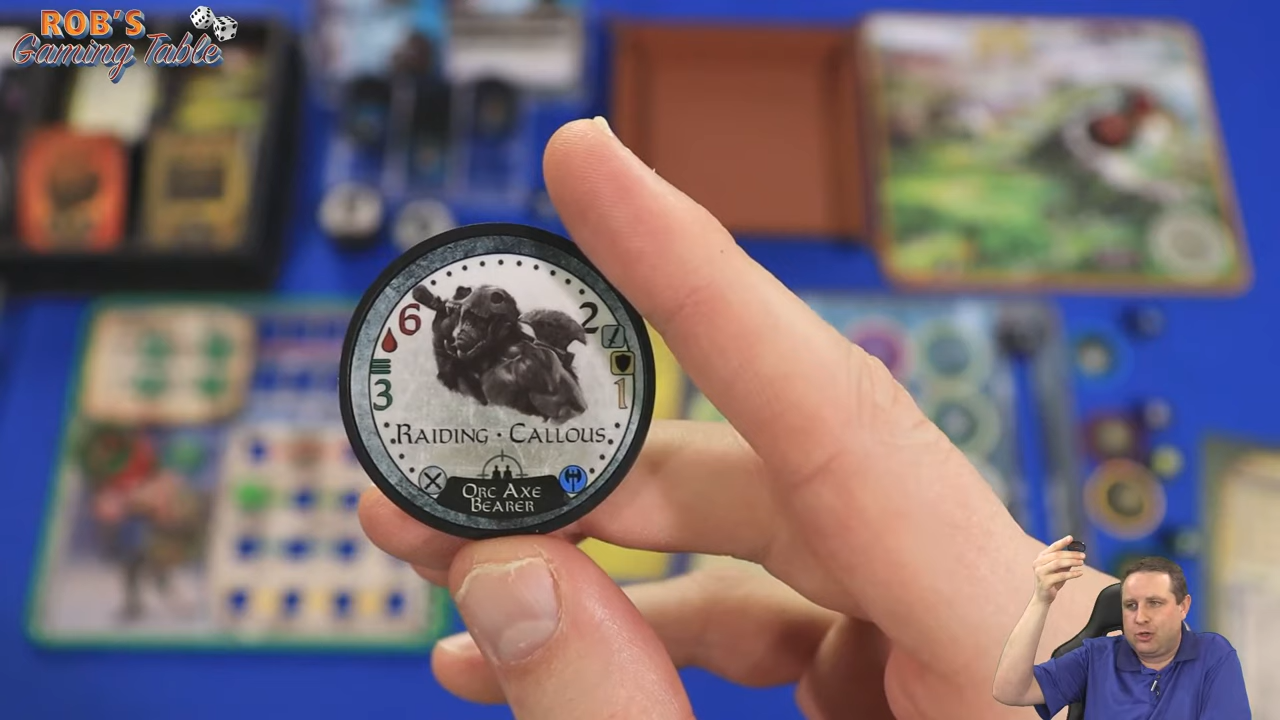 ROB'S
Gaming Table
6
2
3
1
RAIDING · CALLOUS
ORC AXE
BEARER